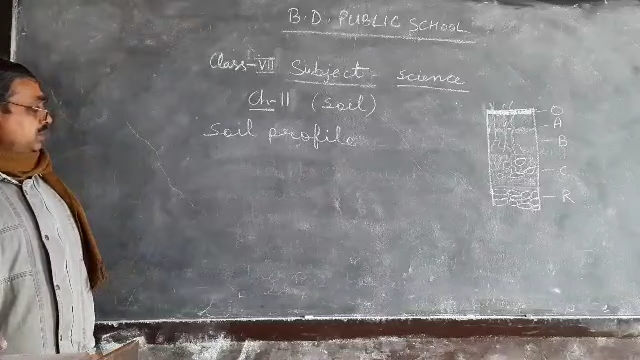 B.D. PUBLIC SCHOOL
Class-VII Subject - science
Ch-11 (soil)
soil profile
O
A
B
C
R